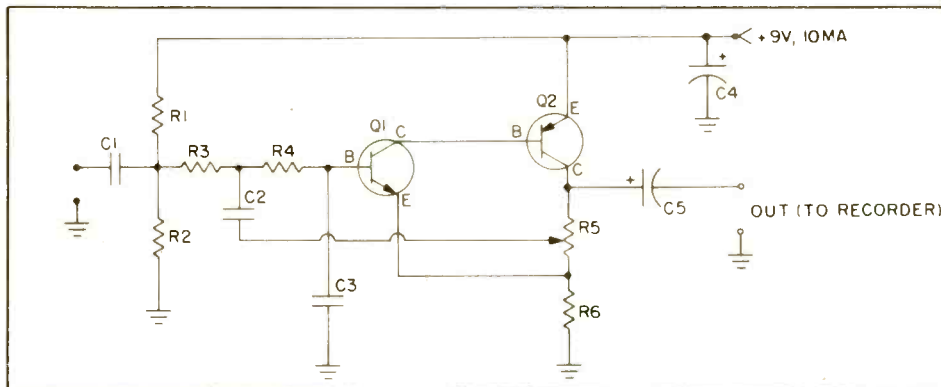 + 9V, 10MA
C4
Q2
E
B
C
R1
Q1
C
B
E
C1
R3
R4
C2
C5
OUT (TO RECORDER)
R2
R5
C3
R6
+
+